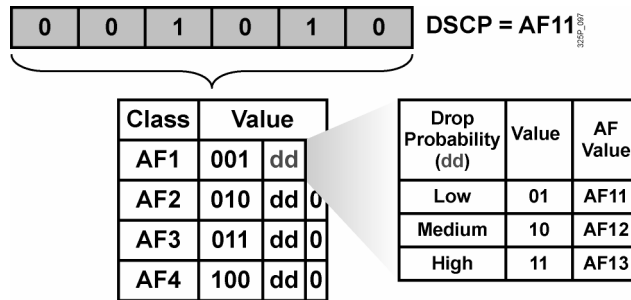 0 0 1 0 1 0 DSCP = AF11
325P_097
Class Value
AF1 001 dd
AF2 010 dd 0
AF3 011 dd 0
AF4 100 dd 0
Drop
Probability
(dd)
Value
AF
Value
Low 01 AF11
Medium 10 AF12
High 11 AF13